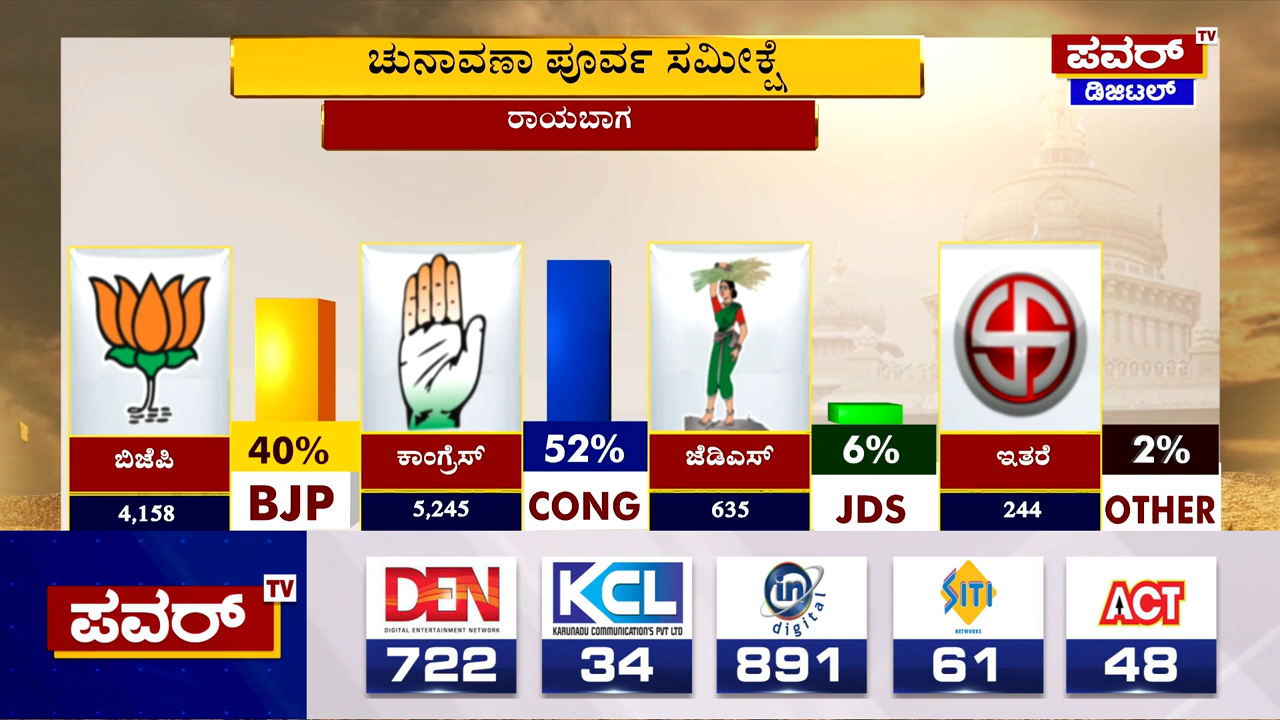 ಚುನಾವಣಾ ಪೂರ್ವ ಸಮೀಕ್ಷೆ
ರಾಯಬಾಗ
ಪವರ್ TV
ಡಿಜಿಟಲ್
40%
52%
6%
2%
ಬಿಜೆಪಿ
ಕಾಂಗ್ರೆಸ್
ಜೆಡಿಎಸ್
ಇತರೆ
4,158
BJP
5,245
CONG
635
JDS
244
OTHER
ಪವರ್ TV
DEN
DIGITAL ENTERTAINMENT NETWORK
722
KCL
KARUNADU COMMUNICATION'S PVT LTD
34
in
digital
891
SITI
NETWORKS
61
ACT
48